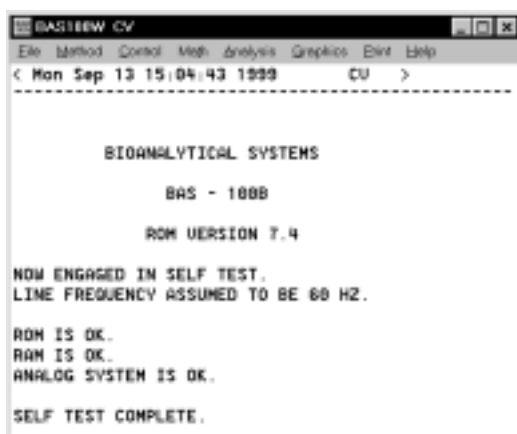 BAS100W CV
File Method Control Math Analysis Graphics Print Help
< Mon Sep 13 15:04:43 1999 CV >
BIOANALYTICAL SYSTEMS
BAS - 100B
ROM VERSION 7.4
NOW ENGAGED IN SELF TEST.
LINE FREQUENCY ASSUMED TO BE 60 HZ.
ROM IS OK.
RAM IS OK.
ANALOG SYSTEM IS OK.
SELF TEST COMPLETE.